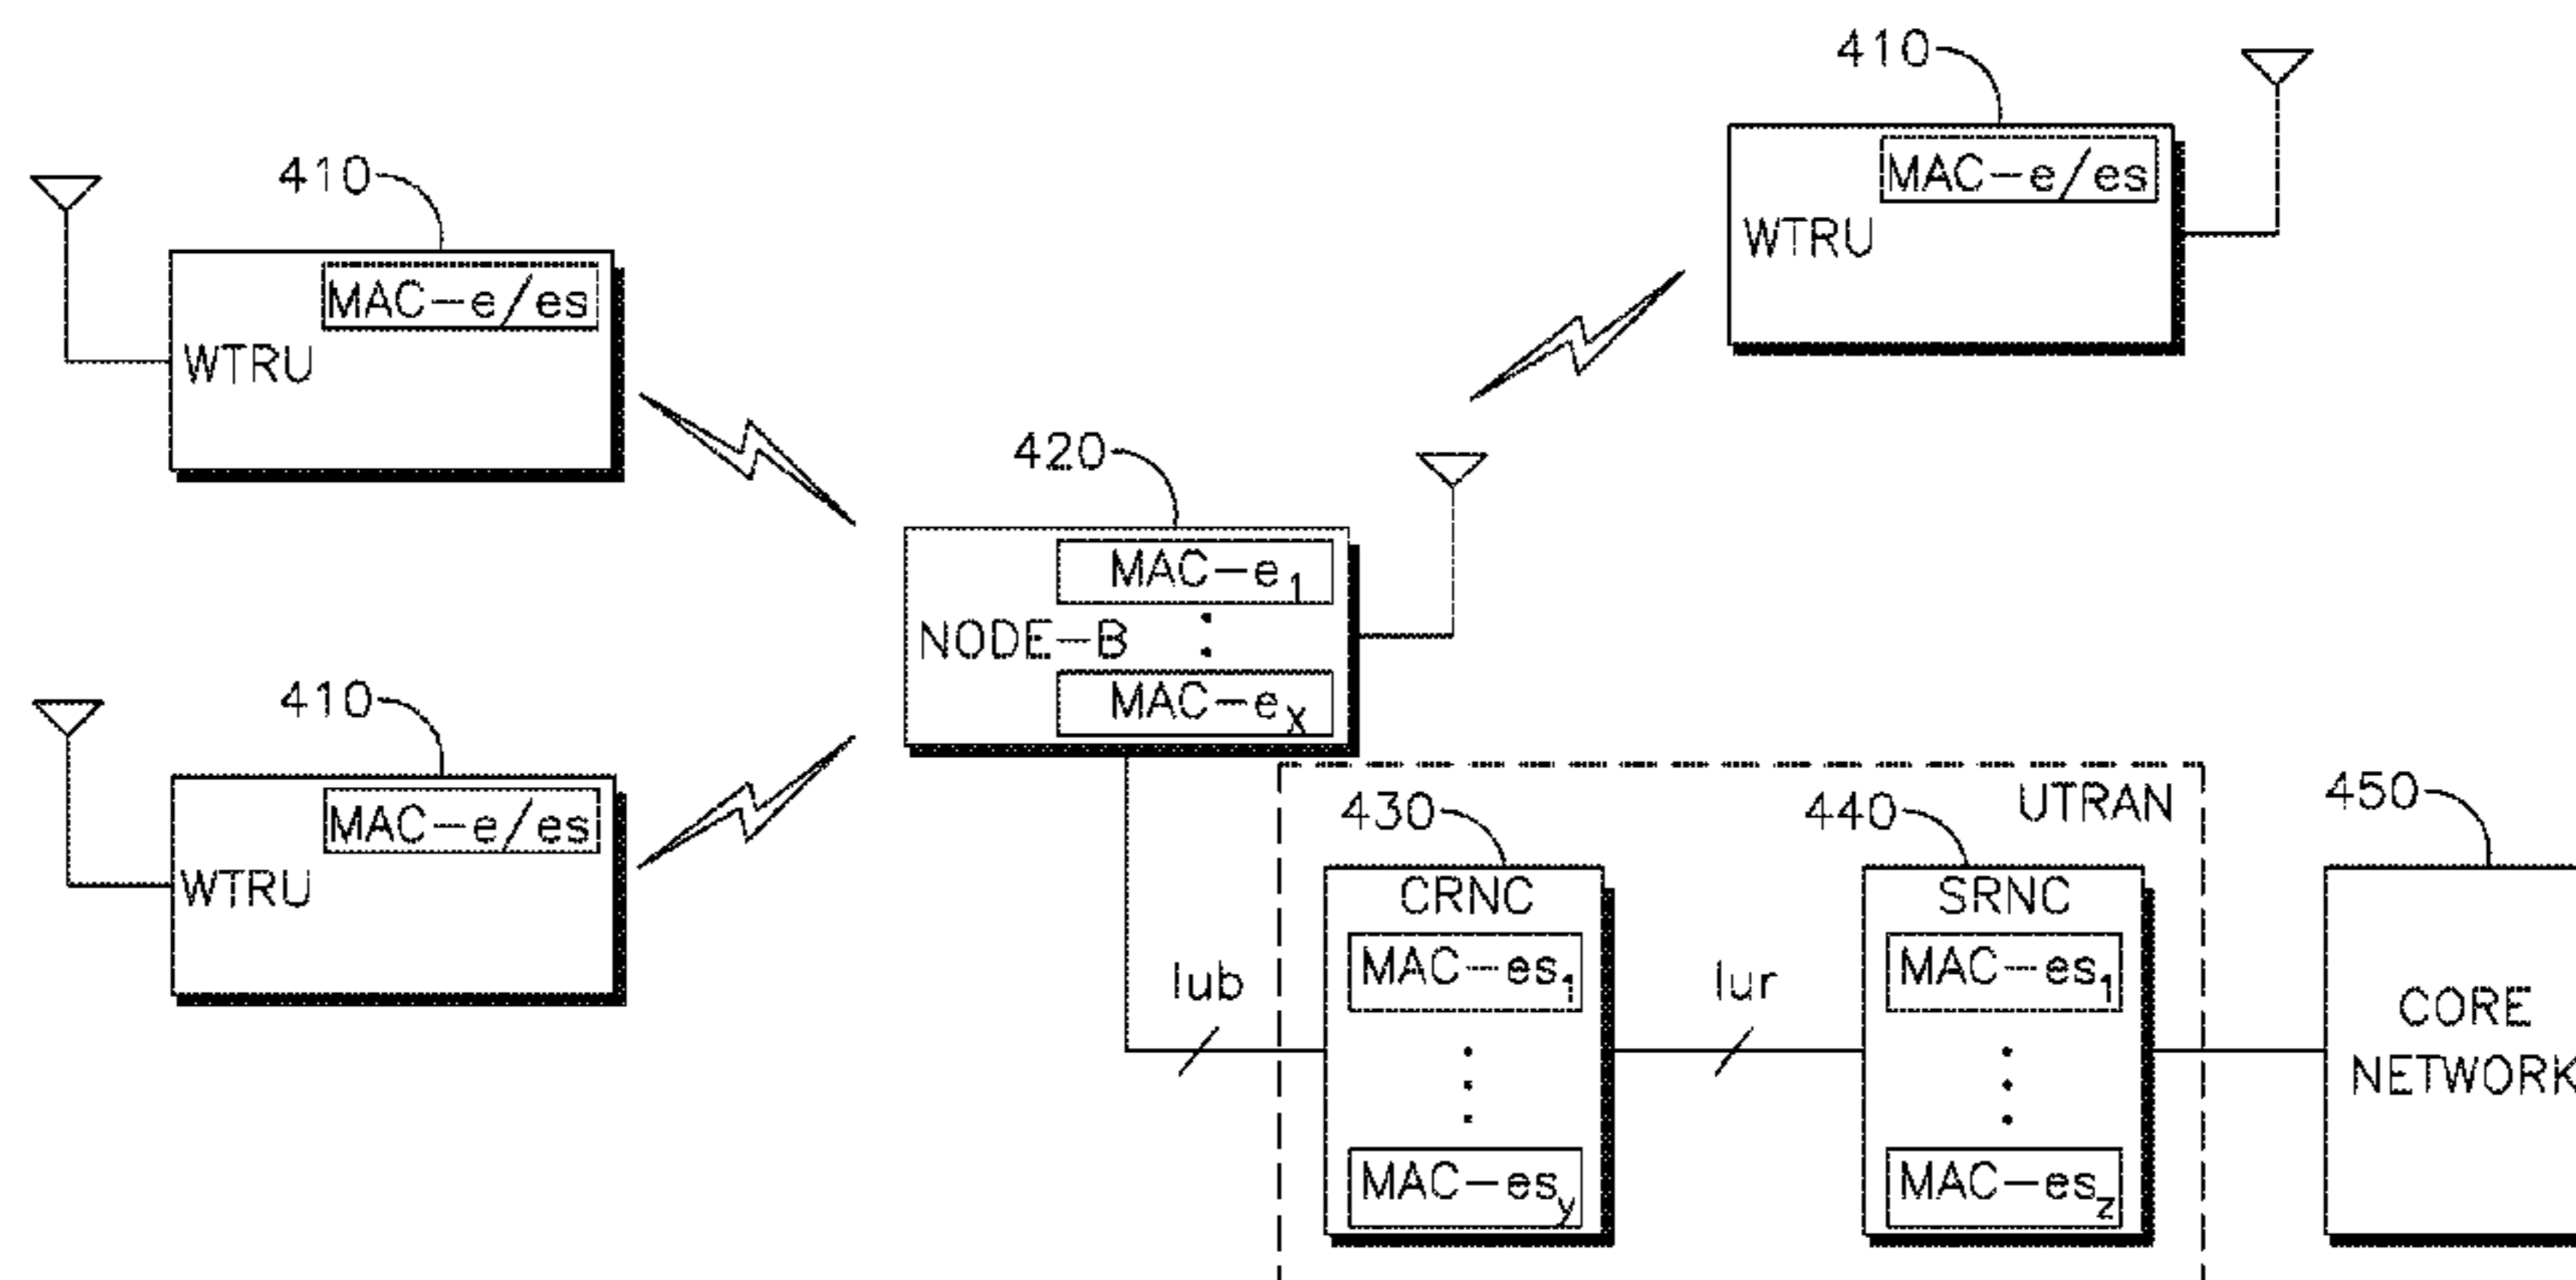 410
MAC-e/es
WTRU
410
MAC-e/es
WTRU
420
MAC-e1
NODE-B
MAC-ex
410
MAC-e/es
WTRU
UTRAN
430
CRNC
MAC-es1
MAC-esy
440
SRNC
MAC-es1
MAC-esz
450
CORE
NETWORK
Iub
Iur